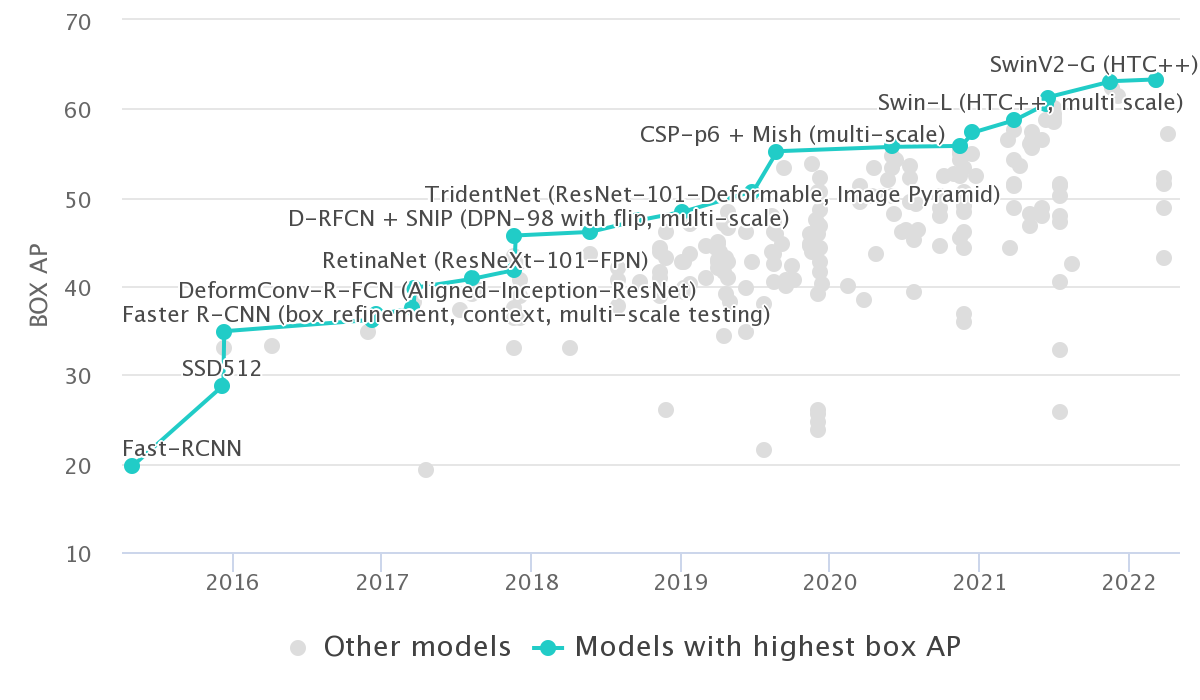 70
SwinV2-G (HTC++)
60
Swin-L (HTC++, multi scale)
CSP-p6 + Mish (multi-scale)
50
TridentNet (ResNet-101-Deformable, Image Pyramid)
D-RFCN + SNIP (DPN-98 with flip, multi-scale)
RetinaNet (ResNeXt-101-FPN)
40
DeformConv-R-FCN (Aligned-Inception-ResNet)
Faster R-CNN (box refinement, context, multi-scale testing)
BOX AP
SSD512
30
Fast-RCNN
20
10
2016 2017 2018 2019 2020 2021 2022
Other models Models with highest box AP